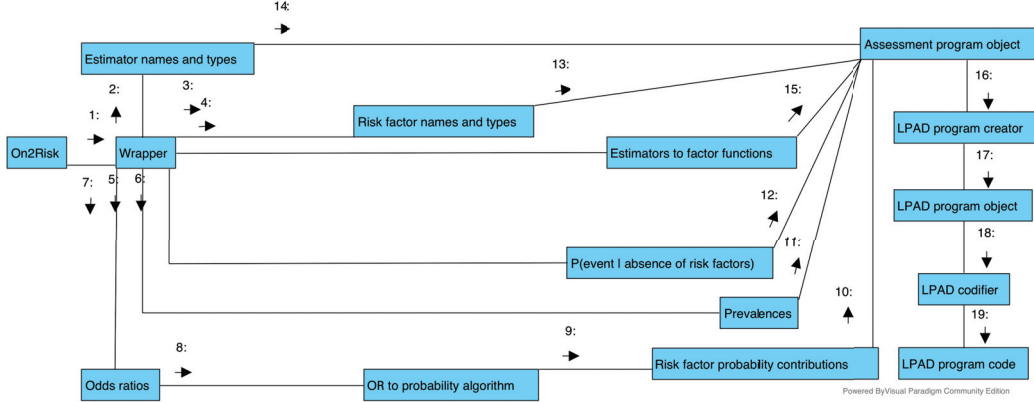 14:
Estimator names and types
Assessment program object
2:
3:
4:
13:
15:
16:
1:
Risk factor names and types
LPAD program creator
On2Risk
Wrapper
Estimators to factor functions
17:
7:
5:
6:
12:
LPAD program object
18:
11:
P(event | absence of risk factors)
LPAD codifier
10:
Prevalences
19:
8:
9:
Risk factor probability contributions
LPAD program code
Odds ratios
OR to probability algorithm
Powered ByVisual Paradigm Community Edition